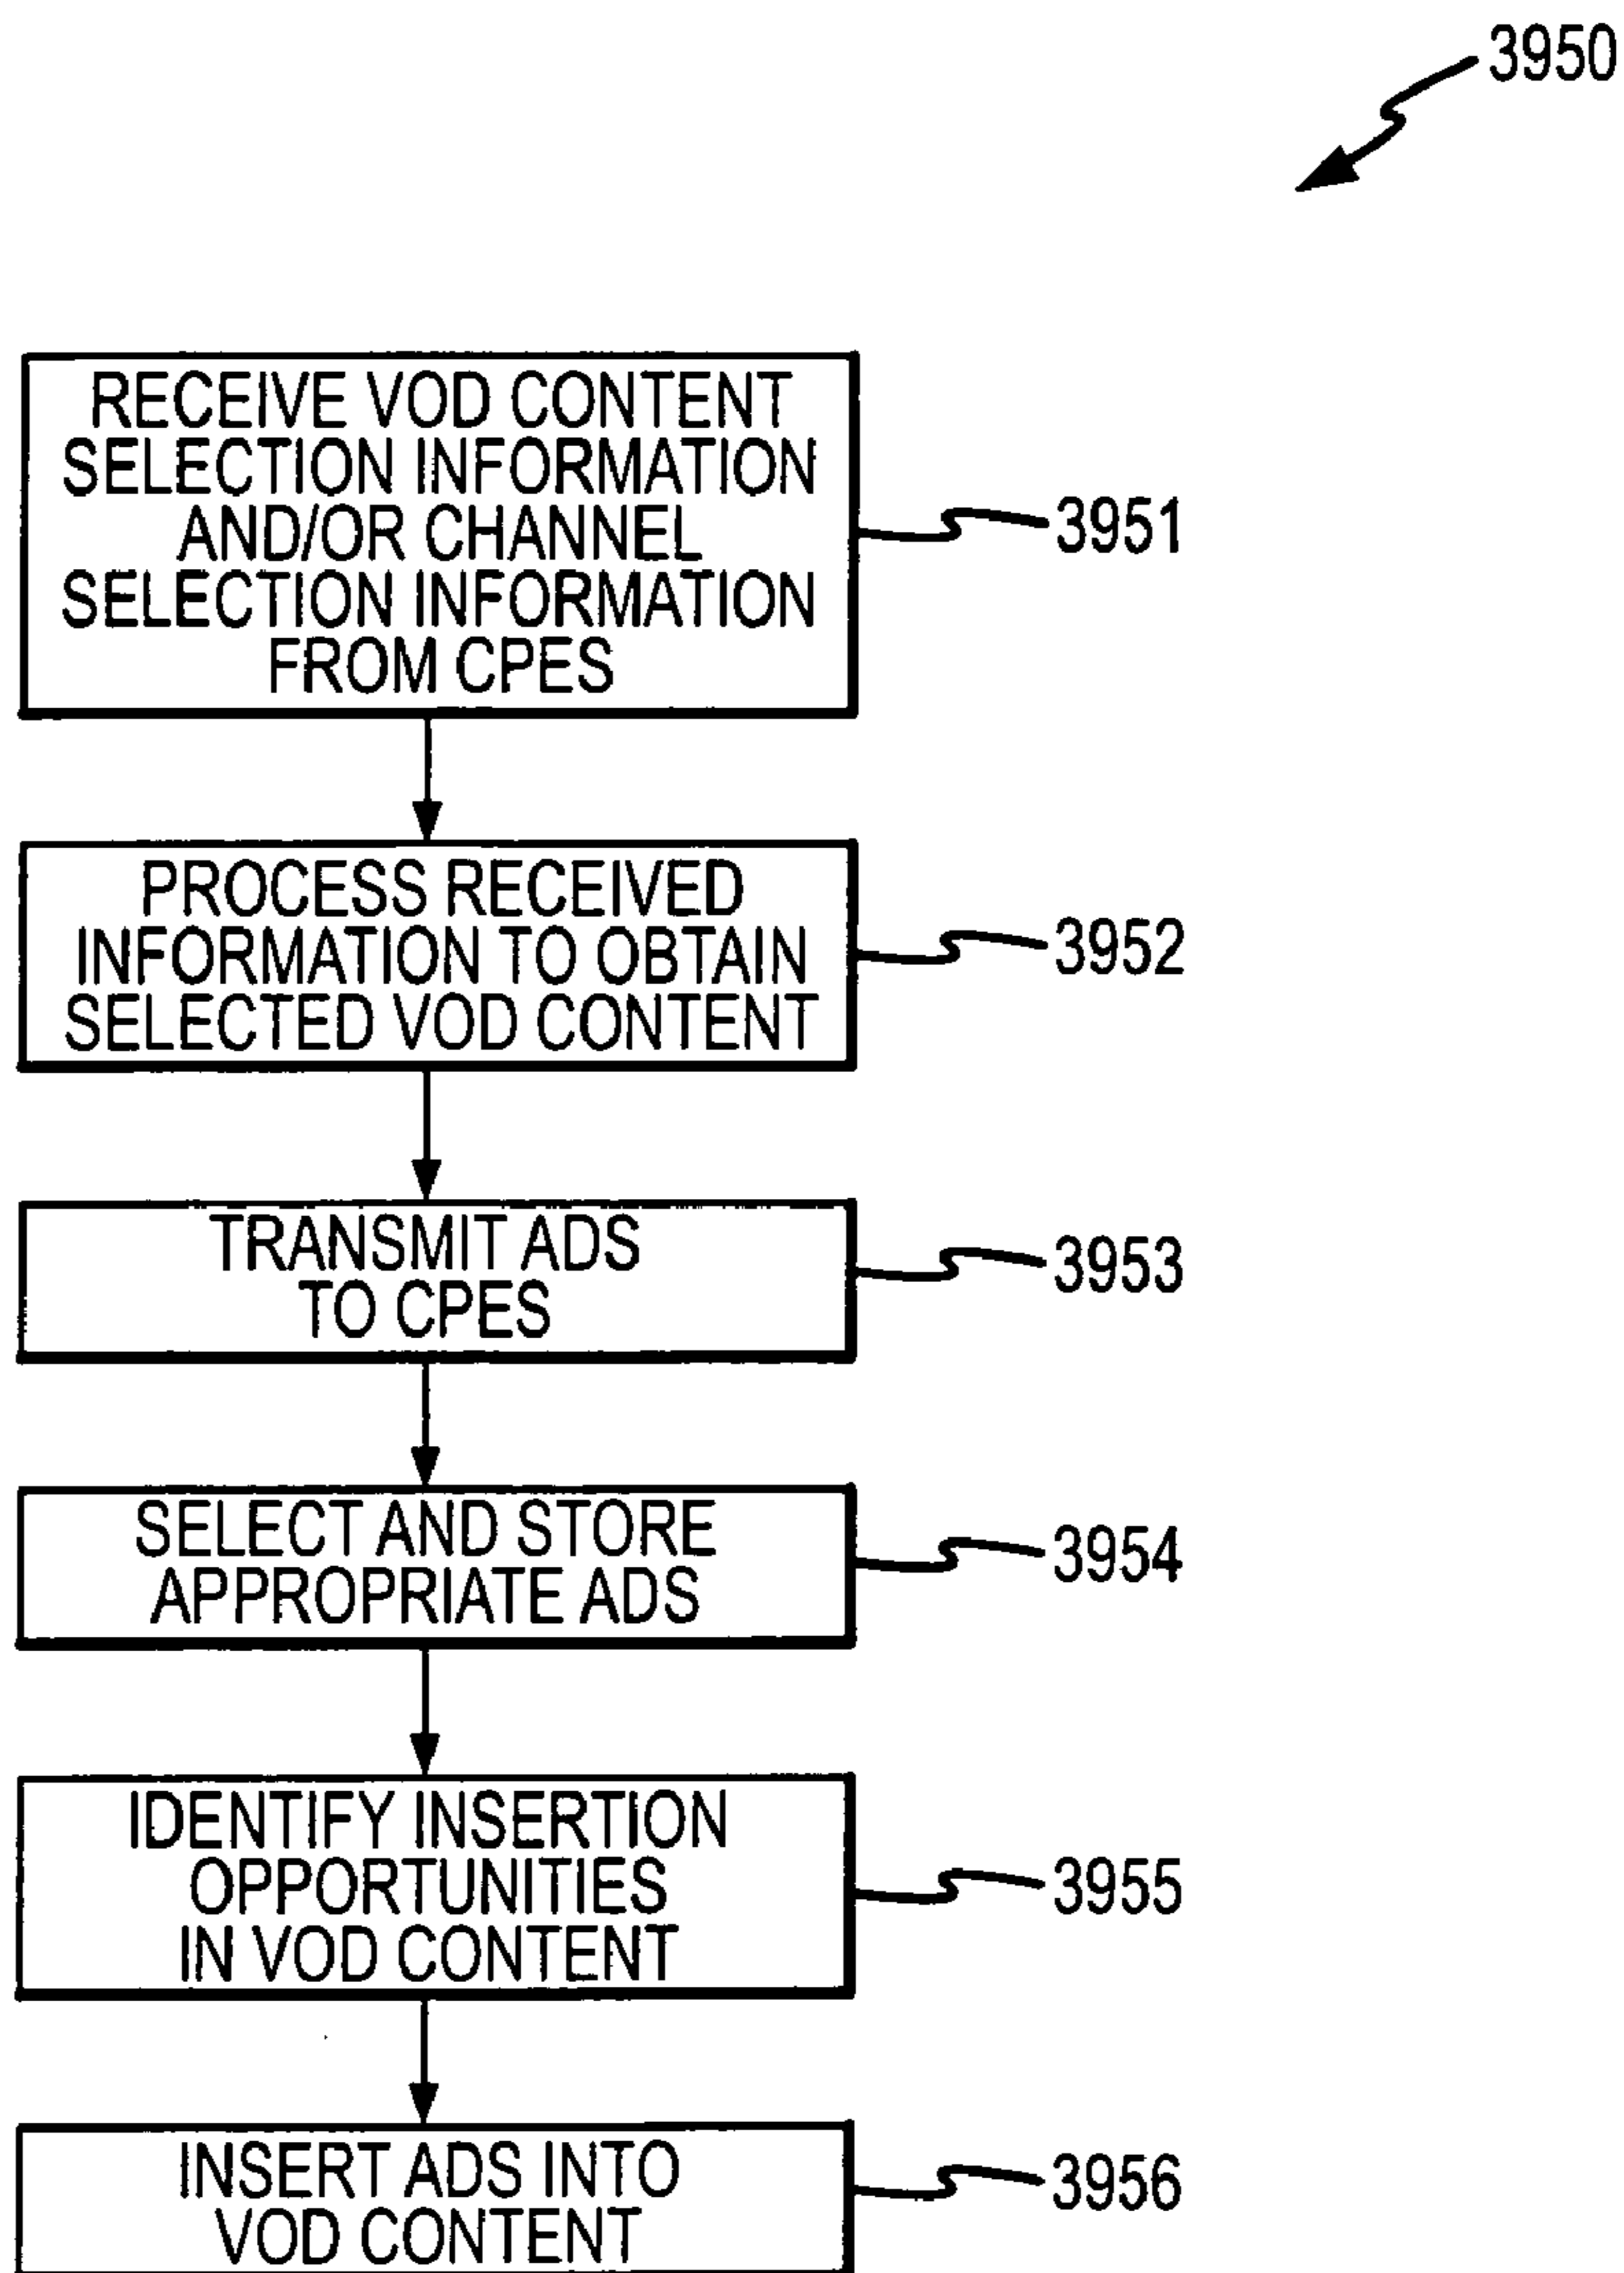 3950
RECEIVE VOD CONTENT
SELECTION INFORMATION
AND/OR CHANNEL
SELECTION INFORMATION
FROM CPES
3951
PROCESS RECEIVED
INFORMATION TO OBTAIN
SELECTED VOD CONTENT
3952
TRANSMIT ADS
TO CPES
3953
SELECT AND STORE
APPROPRIATE ADS
3954
IDENTIFY INSERTION
OPPORTUNITIES
IN VOD CONTENT
3955
INSERT ADS INTO
VOD CONTENT
3956